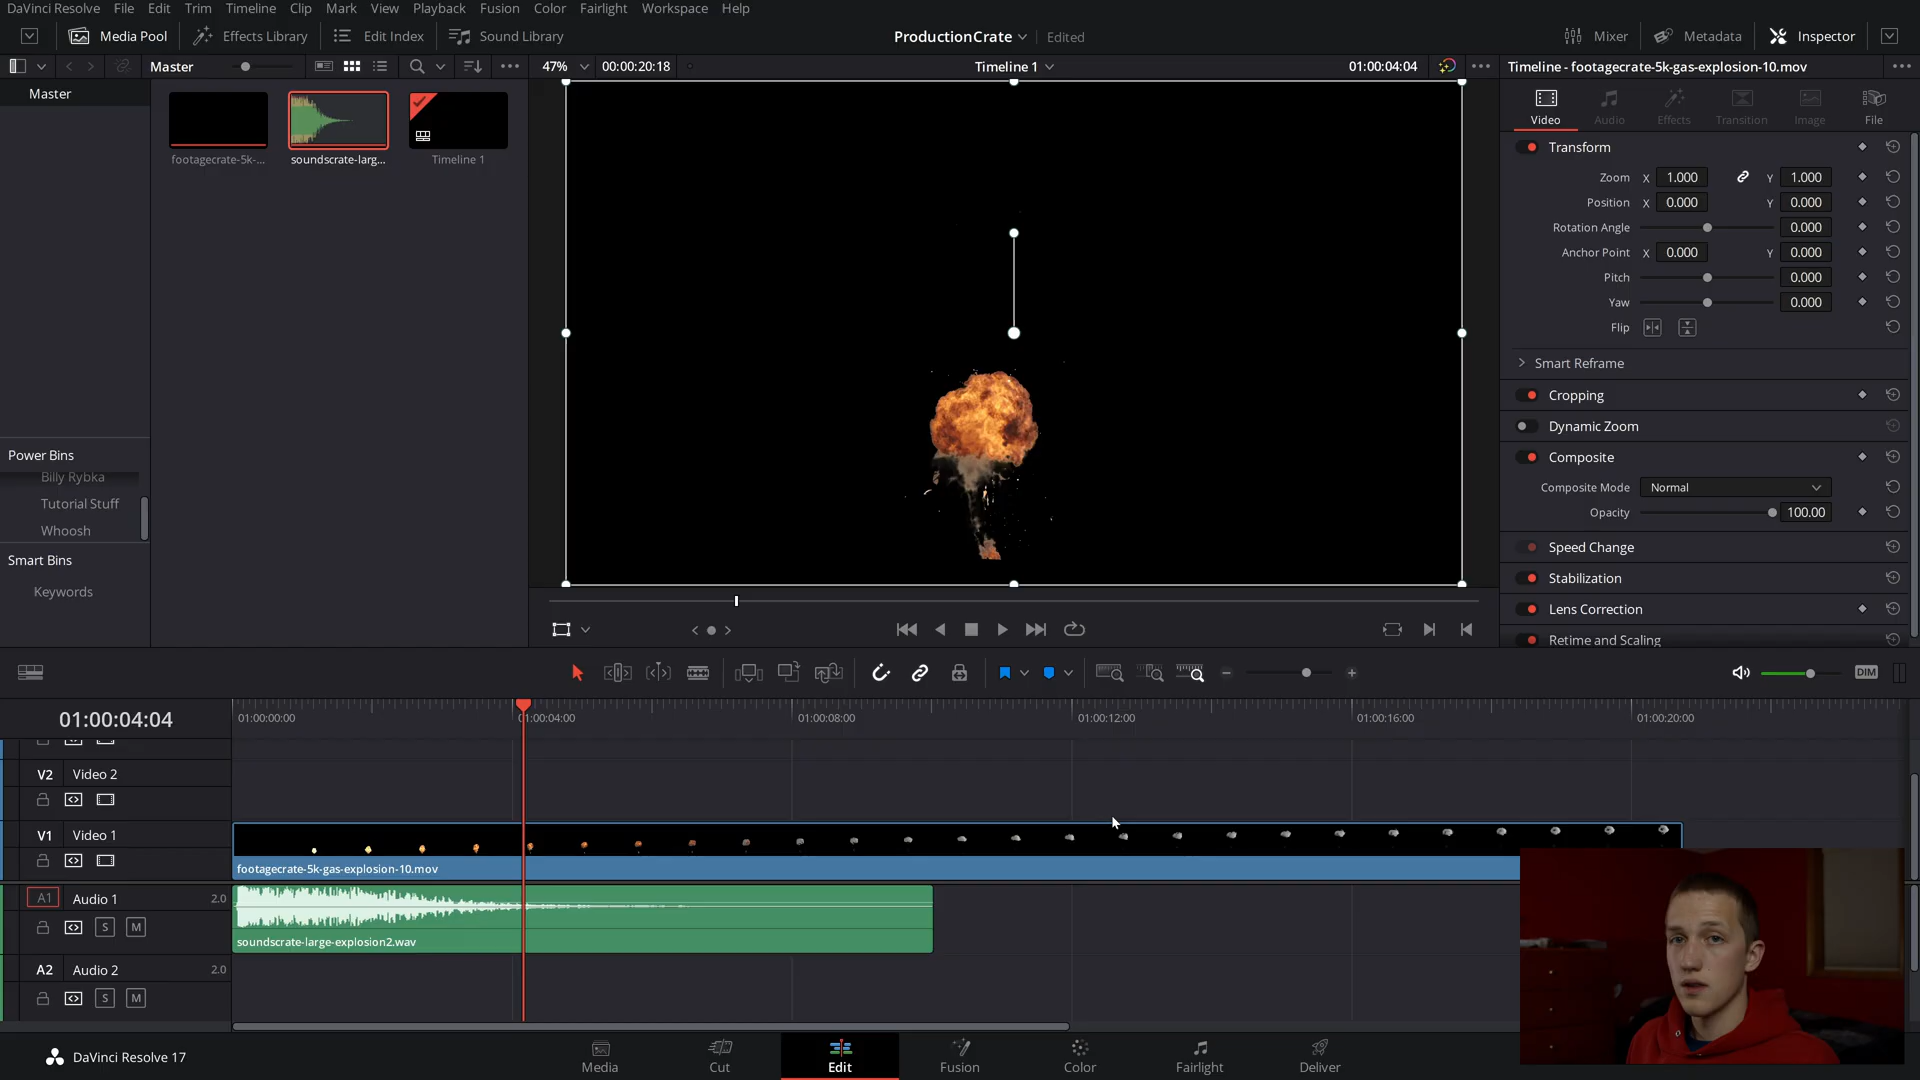 DaVinci Resolve File Edit Trim Timeline Clip Mark View Playback Fusion Color Fairlight Workspace Help
Media Pool Effects Library Edit Index Sound Library
ProductionCrate Edited
Mixer Metadata Inspector
Master
47% 00:00:20:18 Timeline 1 01:00:04:04
Timeline - footagecrate-5k-gas-explosion-10.mov
Master
footagecrate-5k-...
soundscrate-larg...
Timeline 1
Video Audio Effects Transition Image File
Transform
Zoom X 1.000 Y 1.000
Position X 0.000 Y 0.000
Rotation Angle 0.000
Anchor Point X 0.000 Y 0.000
Pitch 0.000
Yaw 0.000
Flip
Smart Reframe
Cropping
Dynamic Zoom
Composite
Composite Mode Normal
Opacity 100.00
Speed Change
Stabilization
Lens Correction
Retime and Scaling
Power Bins
Billy Rybka
Tutorial Stuff
Whoosh
Smart Bins
Keywords
DIM
01:00:04:04
01:00:00:00 01:00:04:00 01:00:08:00 01:00:12:00 01:00:16:00 01:00:20:00
V2 Video 2
V1 Video 1
footagecrate-5k-gas-explosion-10.mov
A1 Audio 1 2.0
S M
soundscrate-large-explosion2.wav
A2 Audio 2 2.0
S M
DaVinci Resolve 17
Media Cut Edit Fusion Color Fairlight Deliver